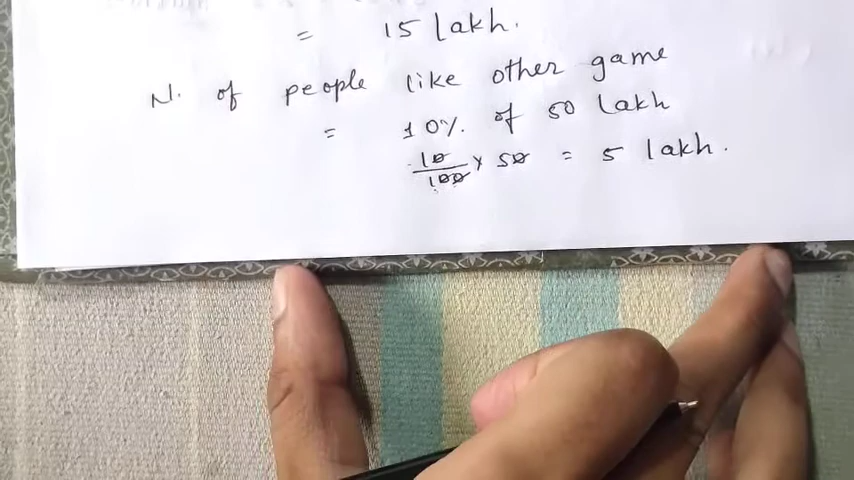 = 15 lakh.
N. of people like other game
= 10%. of 50 lakh
10/100 x 50 = 5 lakh.